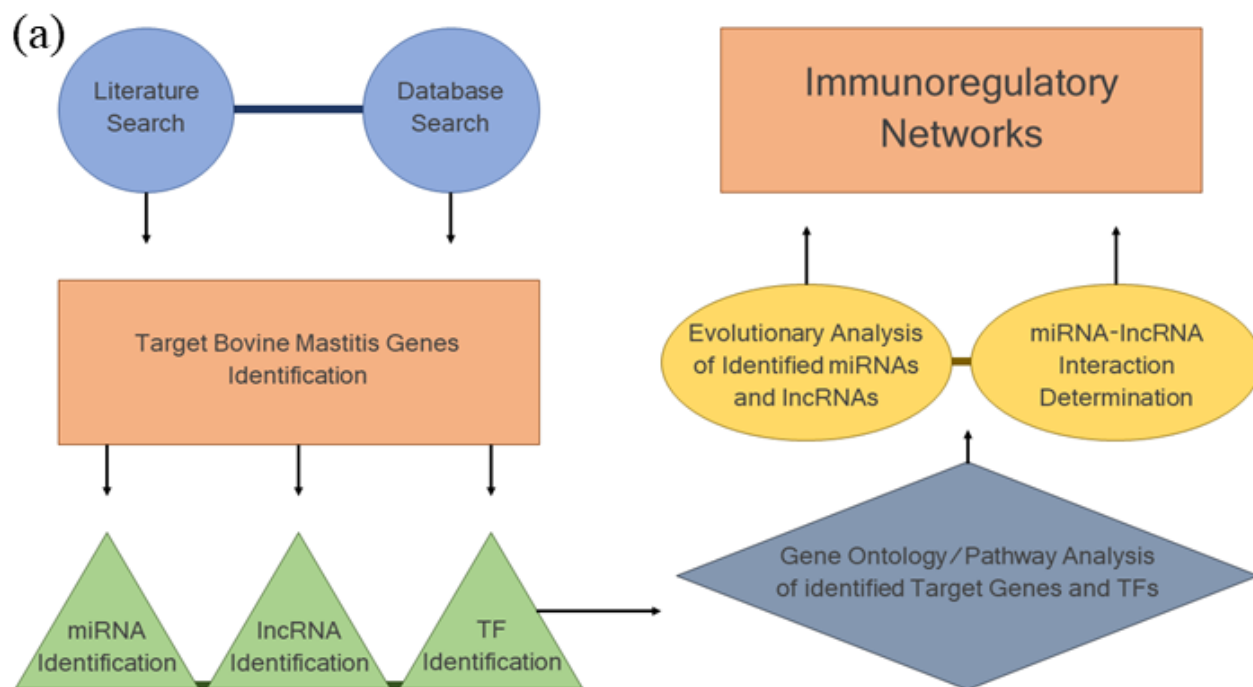 (a)
Literature
Search
Database
Search
Target Bovine Mastitis Genes
Identification
miRNA
Identification
lncRNA
Identification
TF
Identification
Gene Ontology/Pathway Analysis
of identified Target Genes and TFs
Evolutionary Analysis
of Identified miRNAs
and lncRNAs
miRNA-lncRNA
Interaction
Determination
Immunoregulatory
Networks